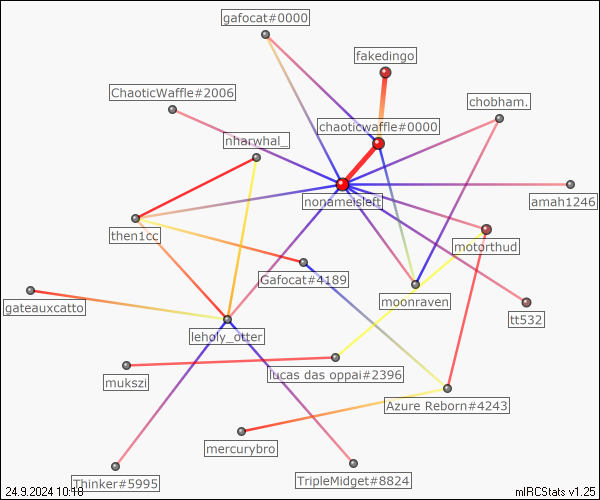 gafocat#0000
fakedingo
ChaoticWaffle#2006
chobham.
chaoticwaffle#0000
nharwhal_
nonameisleft
amah1246
then1cc
motorthud
Gafocat#4189
moonraven
gateauxcatto
tt532
leholy_otter
lucas das oppai#2396
mukszi
Azure Reborn#4243
mercurybro
Thinker#5995
TripleMidget#8824
24.9.2024 10:18
mIRCStats v1.25